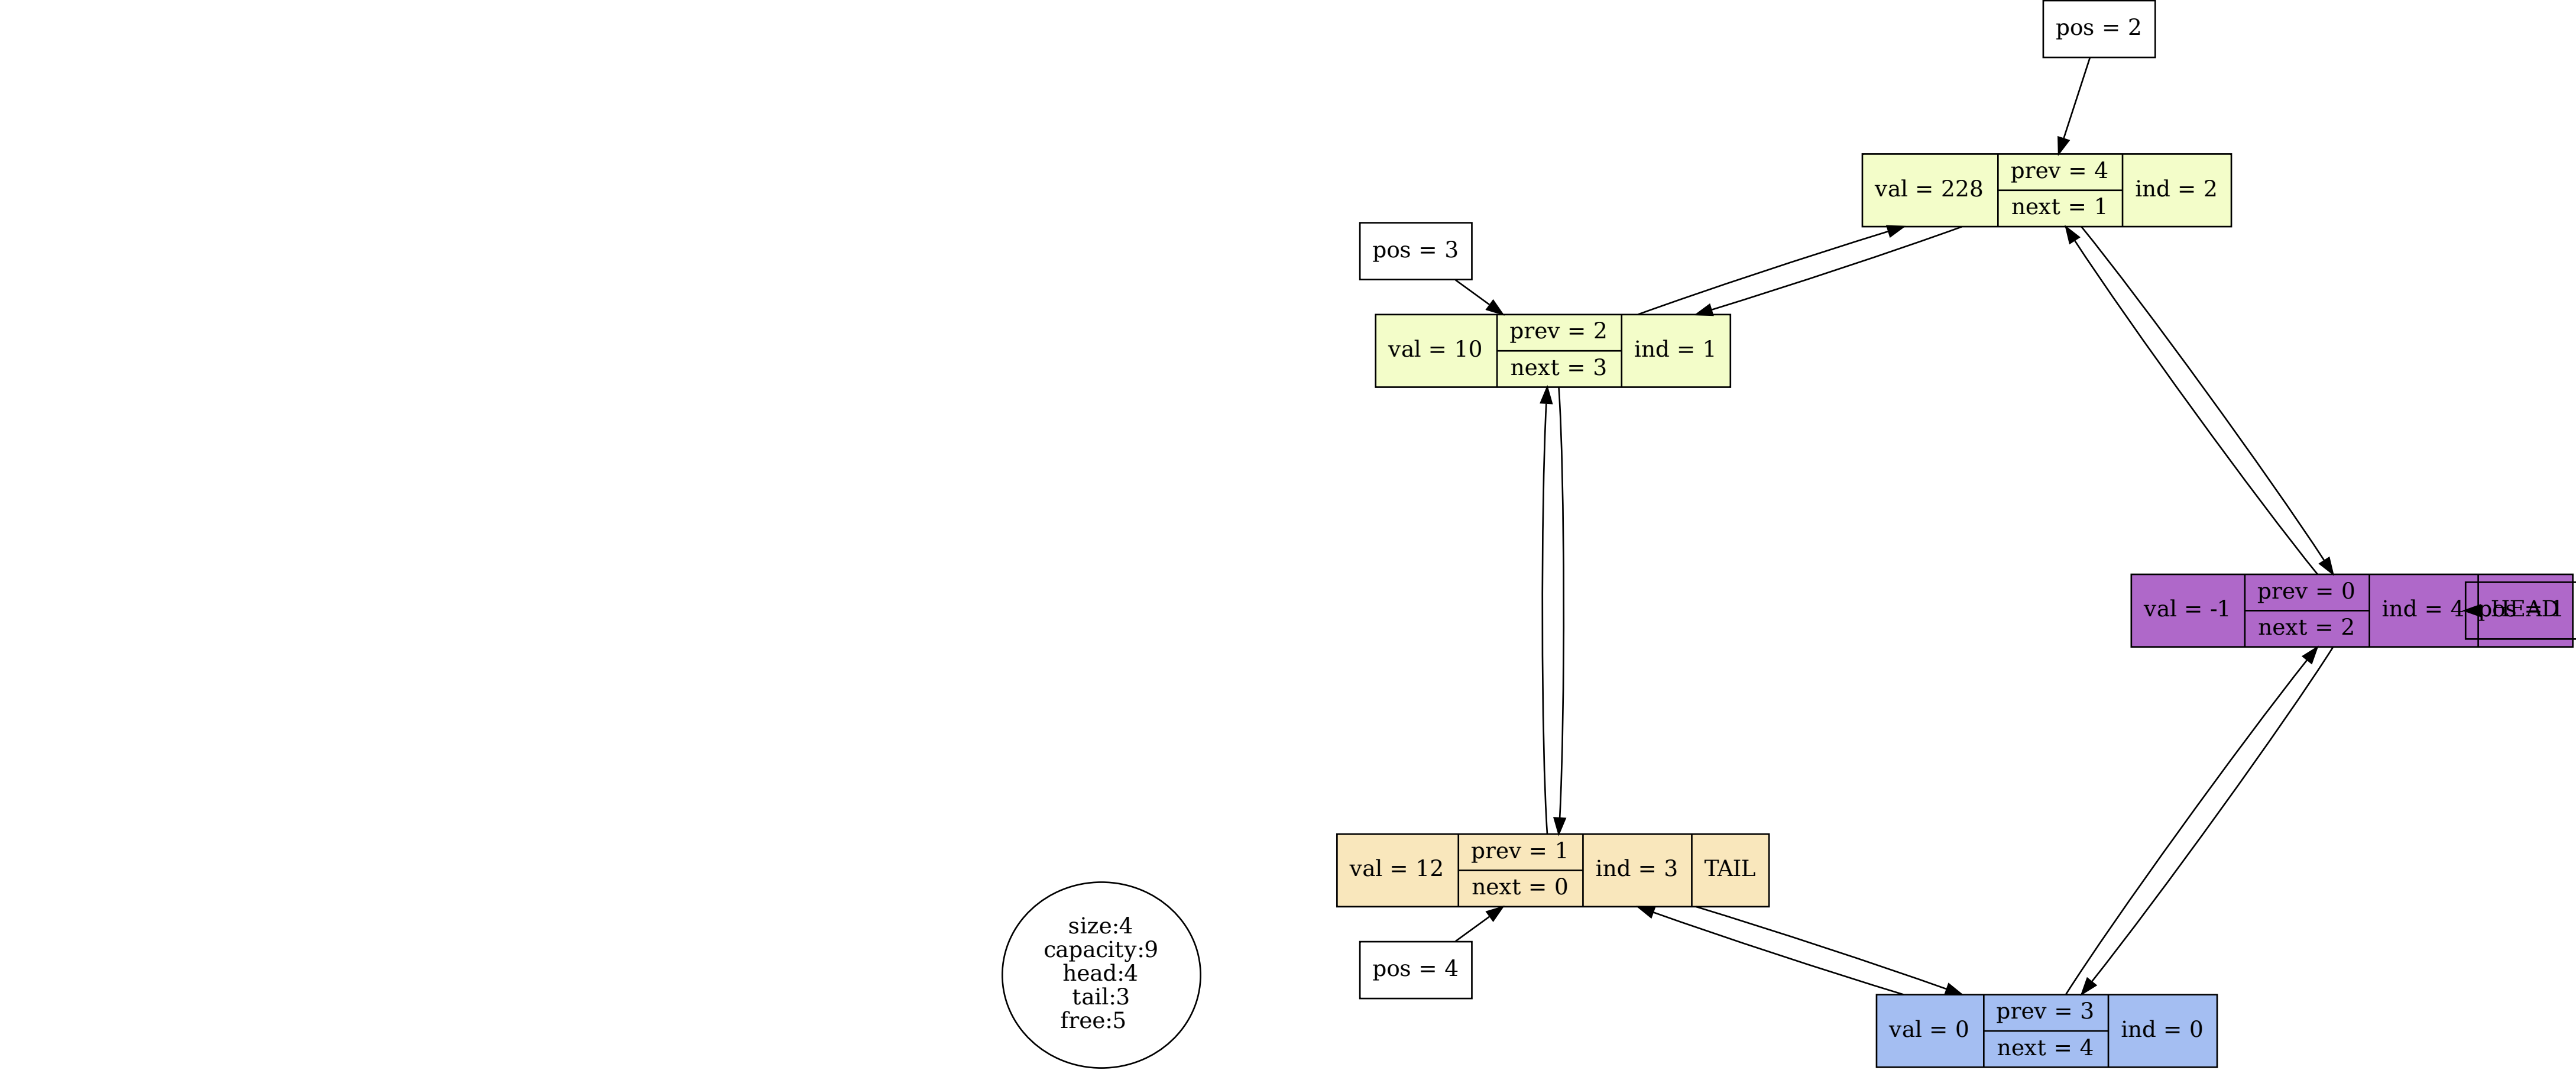 pos = 2
val = 228
prev = 4
next = 1
ind = 2
pos = 3
val = 10
prev = 2
next = 3
ind = 1
val = -1
prev = 0
next = 2
ind = 4
HEAD
pos = 1
val = 12
prev = 1
next = 0
ind = 3
TAIL
pos = 4
size:4
capacity:9
head:4
tail:3
free:5
val = 0
prev = 3
next = 4
ind = 0